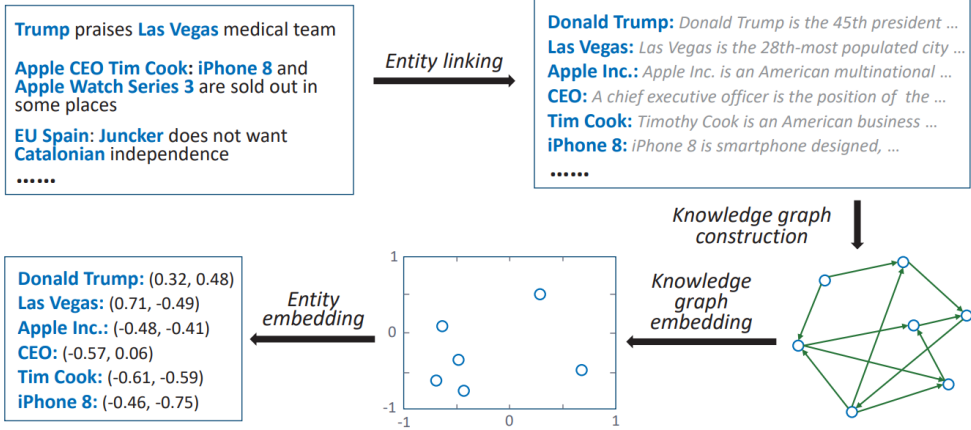 Trump praises Las Vegas medical team
Apple CEO Tim Cook: iPhone 8 and
Apple Watch Series 3 are sold out in
some places
EU Spain: Juncker does not want
Catalonian independence
......
Entity linking
Donald Trump: Donald Trump is the 45th president ...
Las Vegas: Las Vegas is the 28th-most populated city ...
Apple Inc.: Apple Inc. is an American multinational ...
CEO: A chief executive officer is the position of the ...
Tim Cook: Timothy Cook is an American business ...
iPhone 8: iPhone 8 is smartphone designed, ...
......
Knowledge graph
construction
Knowledge
graph
embedding
1
0
-1
-1
0
1
Entity
embedding
Donald Trump: (0.32, 0.48)
Las Vegas: (0.71, -0.49)
Apple Inc.: (-0.48, -0.41)
CEO: (-0.57, 0.06)
Tim Cook: (-0.61, -0.59)
iPhone 8: (-0.46, -0.75)